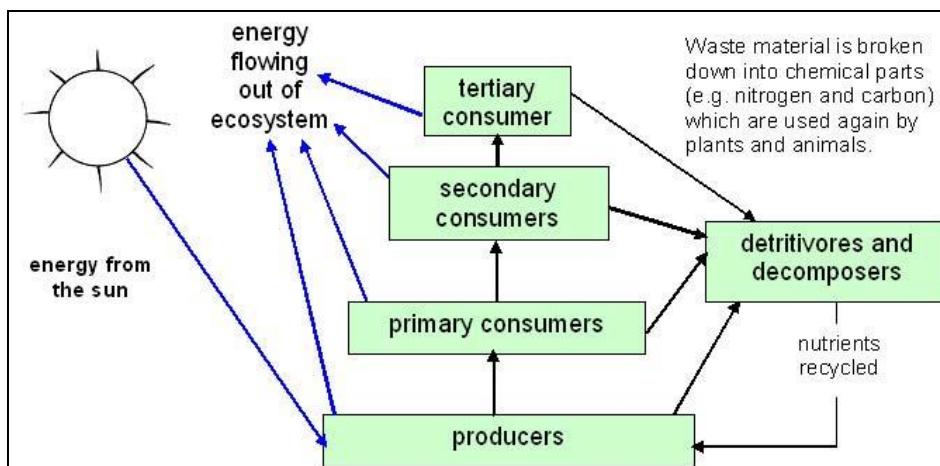 energy
flowing
out of
ecosystem
tertiary
consumer
Waste material is broken
down into chemical parts
(e.g. nitrogen and carbon)
which are used again by
plants and animals.
secondary
consumers
detritivores and
decomposers
energy from
the sun
primary consumers
nutrients
recycled
producers